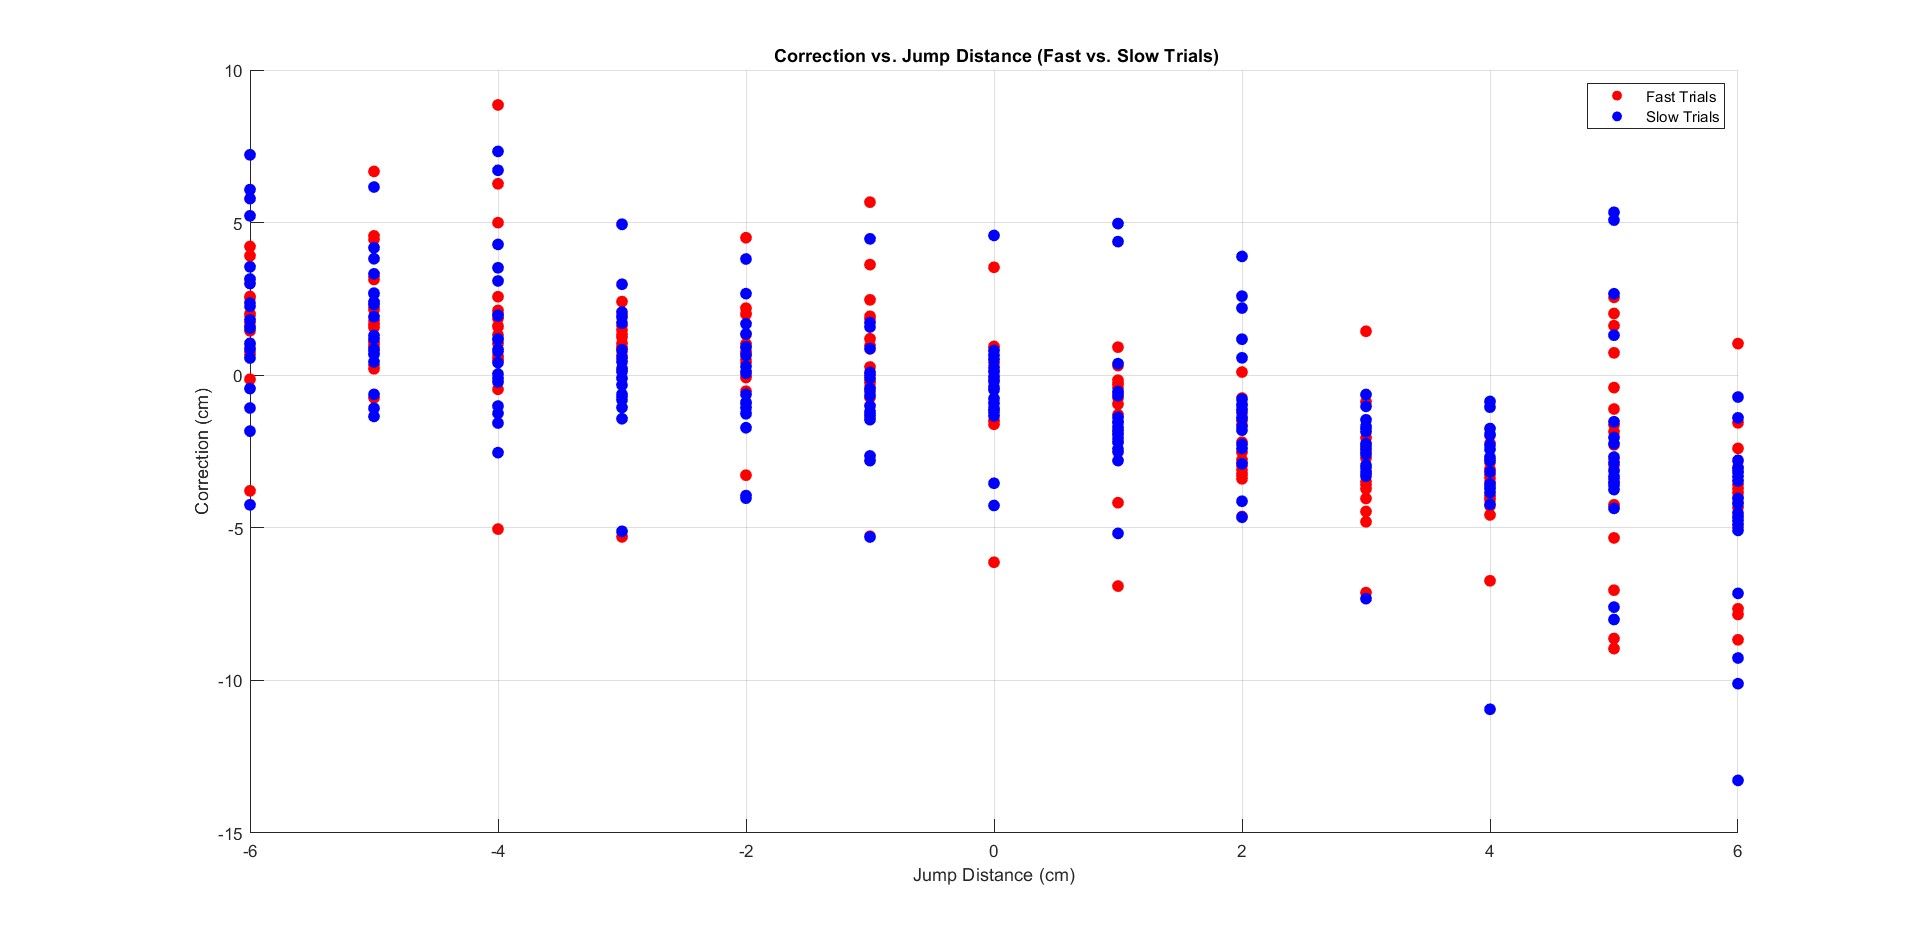 Correction vs. Jump Distance (Fast vs. Slow Trials)
Fast Trials
Slow Trials
10
5
0
-5
-10
-15
Correction (cm)
-6
-4
-2
0
2
4
6
Jump Distance (cm)